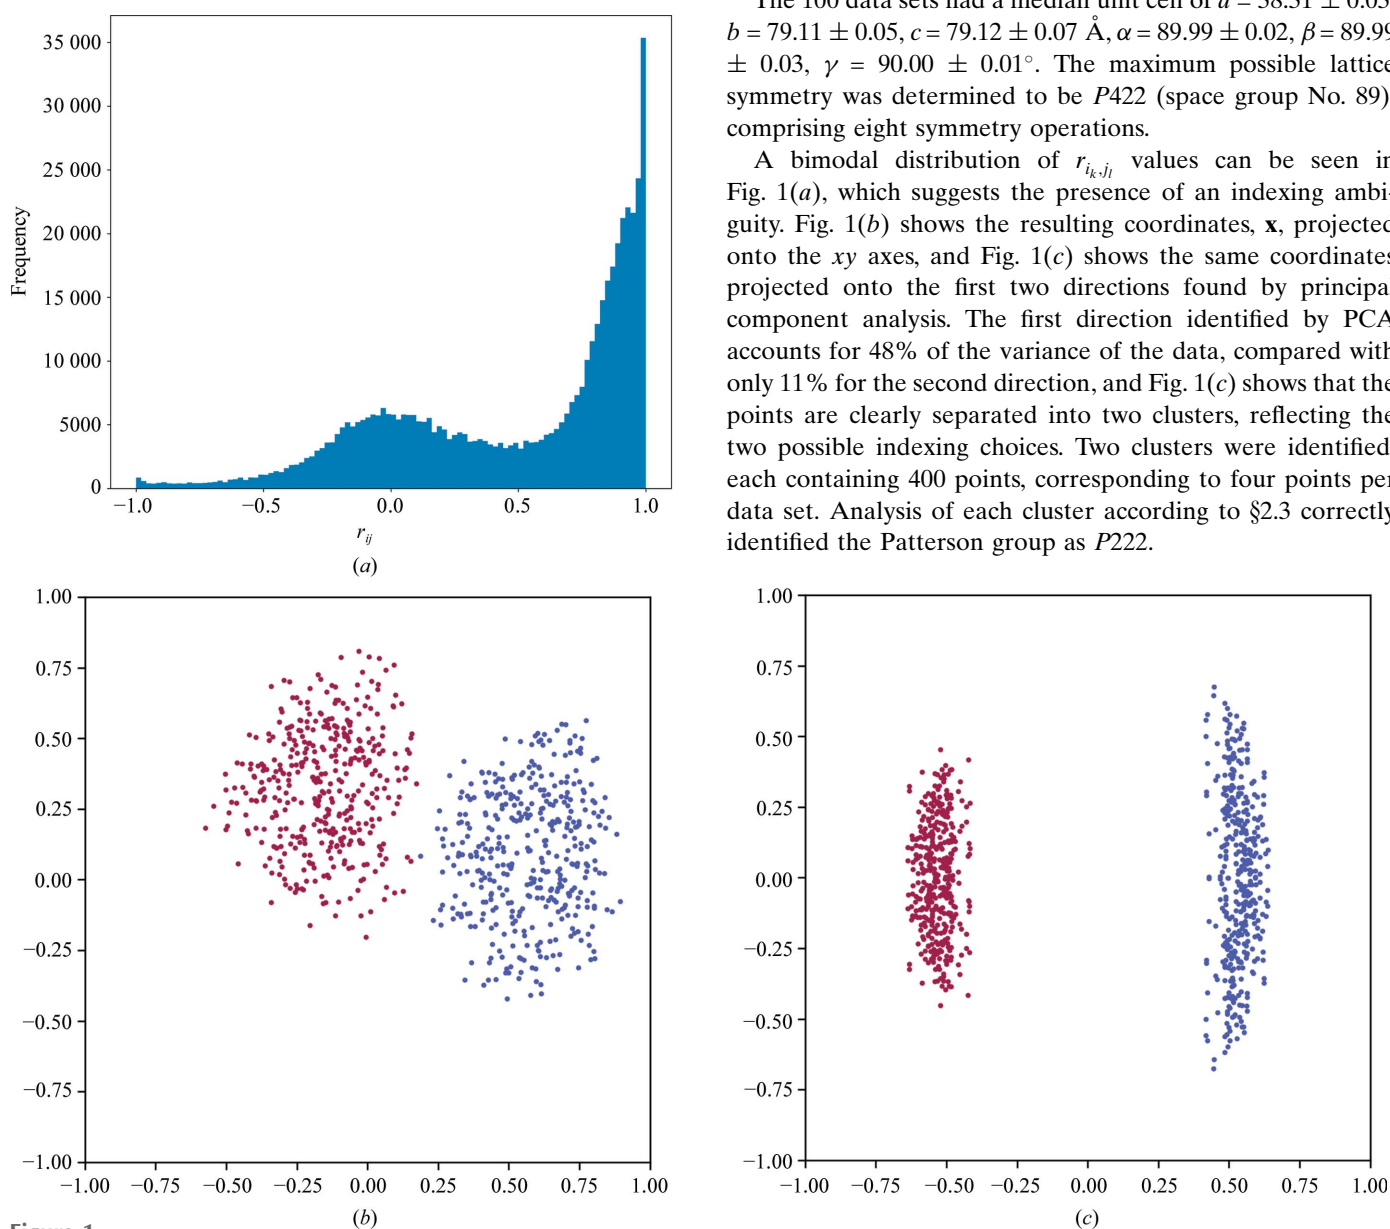 35 000
30 000
25 000
20 000
15 000
10 000
5000
0
Frequency
−1.0 −0.5 0.0 0.5 1.0
r_ij
(a)
b = 79.11 ± 0.05, c = 79.12 ± 0.07 Å, α = 89.99 ± 0.02, β = 89.99
± 0.03, γ = 90.00 ± 0.01°. The maximum possible lattice
symmetry was determined to be P422 (space group No. 89)
comprising eight symmetry operations.
A bimodal distribution of r_{i_k,j_l} values can be seen in
Fig. 1(a), which suggests the presence of an indexing ambi-
guity. Fig. 1(b) shows the resulting coordinates, x, projected
onto the xy axes, and Fig. 1(c) shows the same coordinates
projected onto the first two directions found by principa
component analysis. The first direction identified by PCA
accounts for 48% of the variance of the data, compared with
only 11% for the second direction, and Fig. 1(c) shows that the
points are clearly separated into two clusters, reflecting the
two possible indexing choices. Two clusters were identified
each containing 400 points, corresponding to four points per
data set. Analysis of each cluster according to §2.3 correctly
identified the Patterson group as P222.
1.00
0.75
0.50
0.25
0.00
−0.25
−0.50
−0.75
−1.00
−1.00 −0.75 −0.50 −0.25 0.00 0.25 0.50 0.75 1.00
(b)
1.00
0.75
0.50
0.25
0.00
−0.25
−0.50
−0.75
−1.00
−1.00 −0.75 −0.50 −0.25 0.00 0.25 0.50 0.75 1.00
(c)